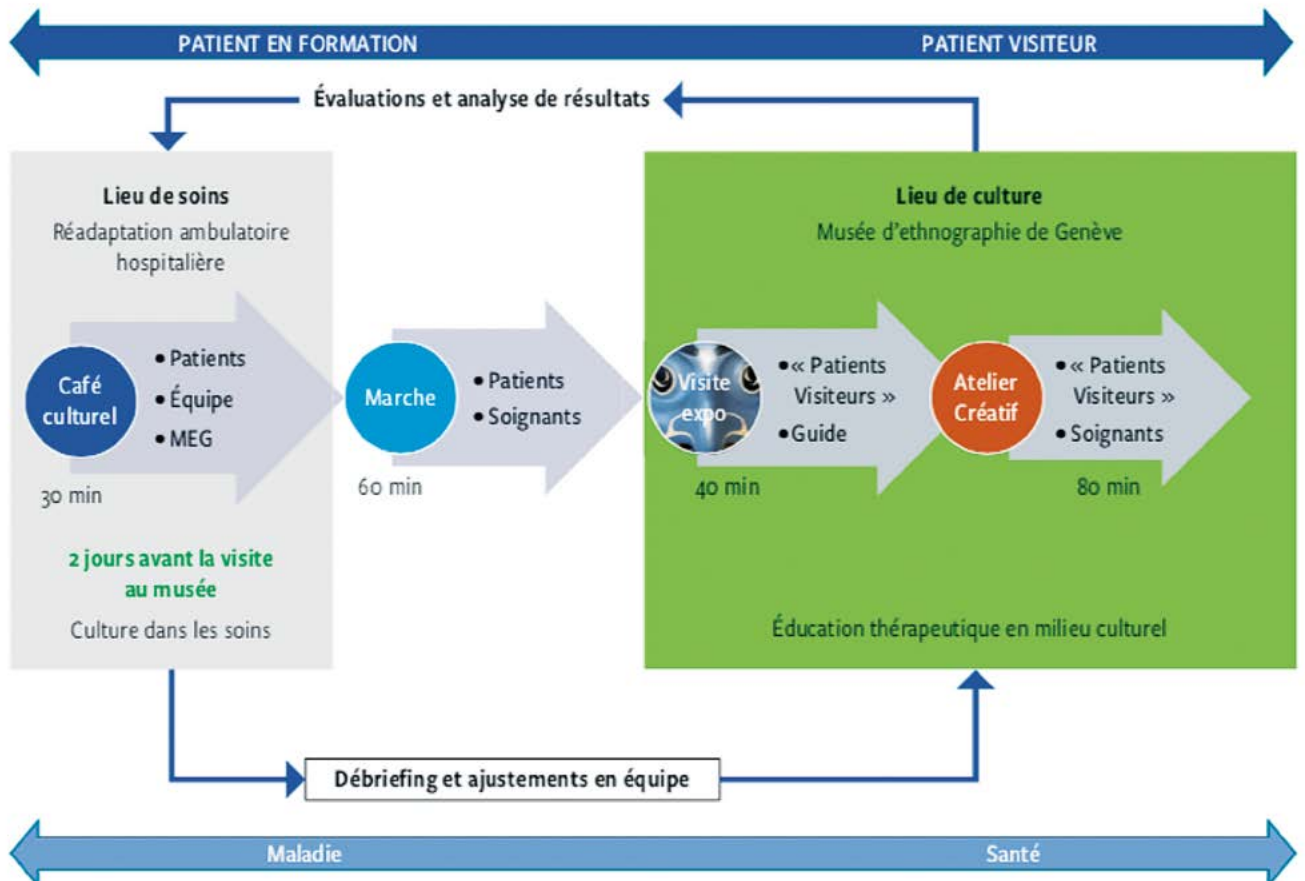 PATIENT EN FORMATION
PATIENT VISITEUR
Évaluations et analyse de résultats
Lieu de soins
Réadaptation ambulatoire
hospitalière
Café
culturel
• Patients
• Équipe
• MEG
30 min
2 jours avant la visite
au musée
Culture dans les soins
Marche
• Patients
• Soignants
60 min
Lieu de culture
Musée d'ethnographie de Genève
Visite
expo
• « Patients
Visiteurs »
• Guide
40 min
Atelier
Créatif
• « Patients
Visiteurs »
• Soignants
80 min
Éducation thérapeutique en milieu culturel
Débriefing et ajustements en équipe
Maladie
Santé